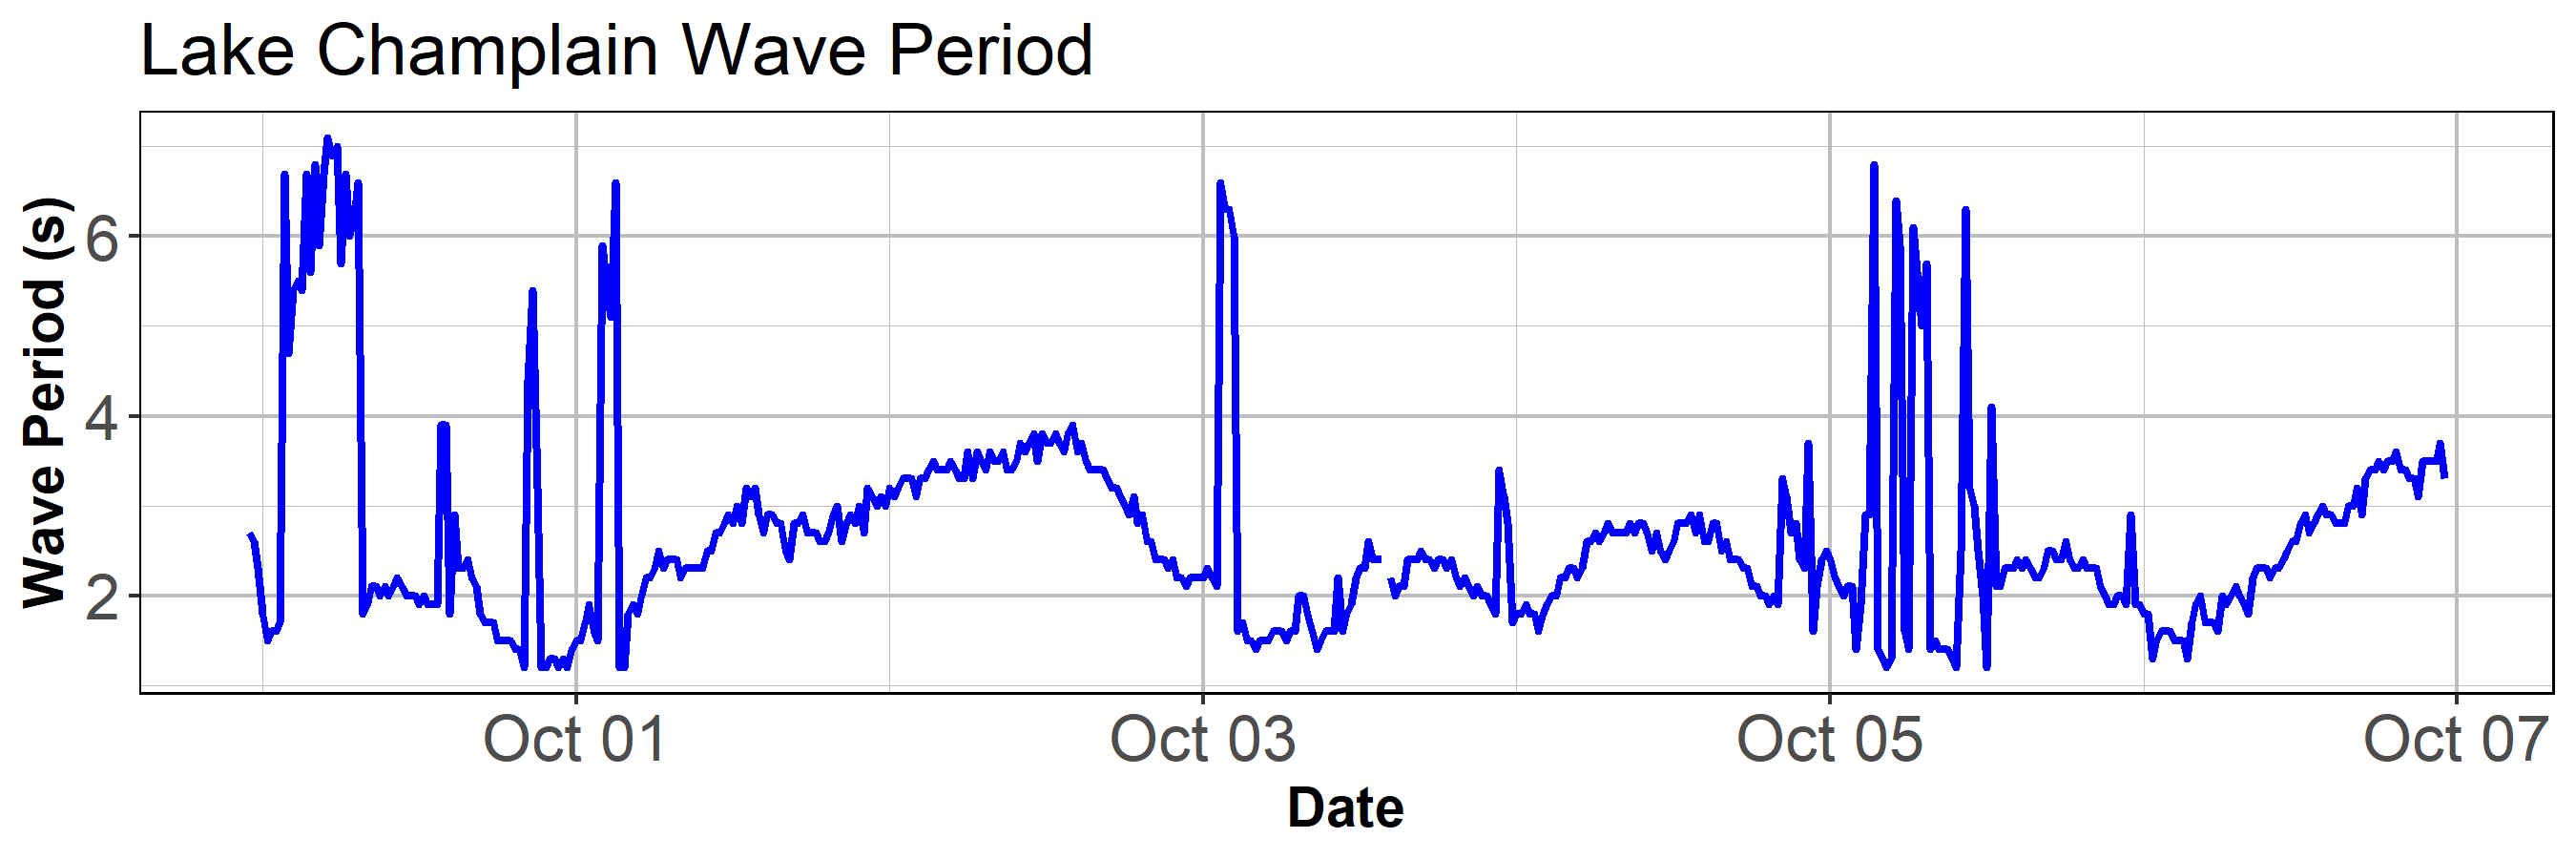 Lake Champlain Wave Period
Wave Period (s)
6
4
2
Oct 01
Oct 03
Oct 05
Oct 07
Date